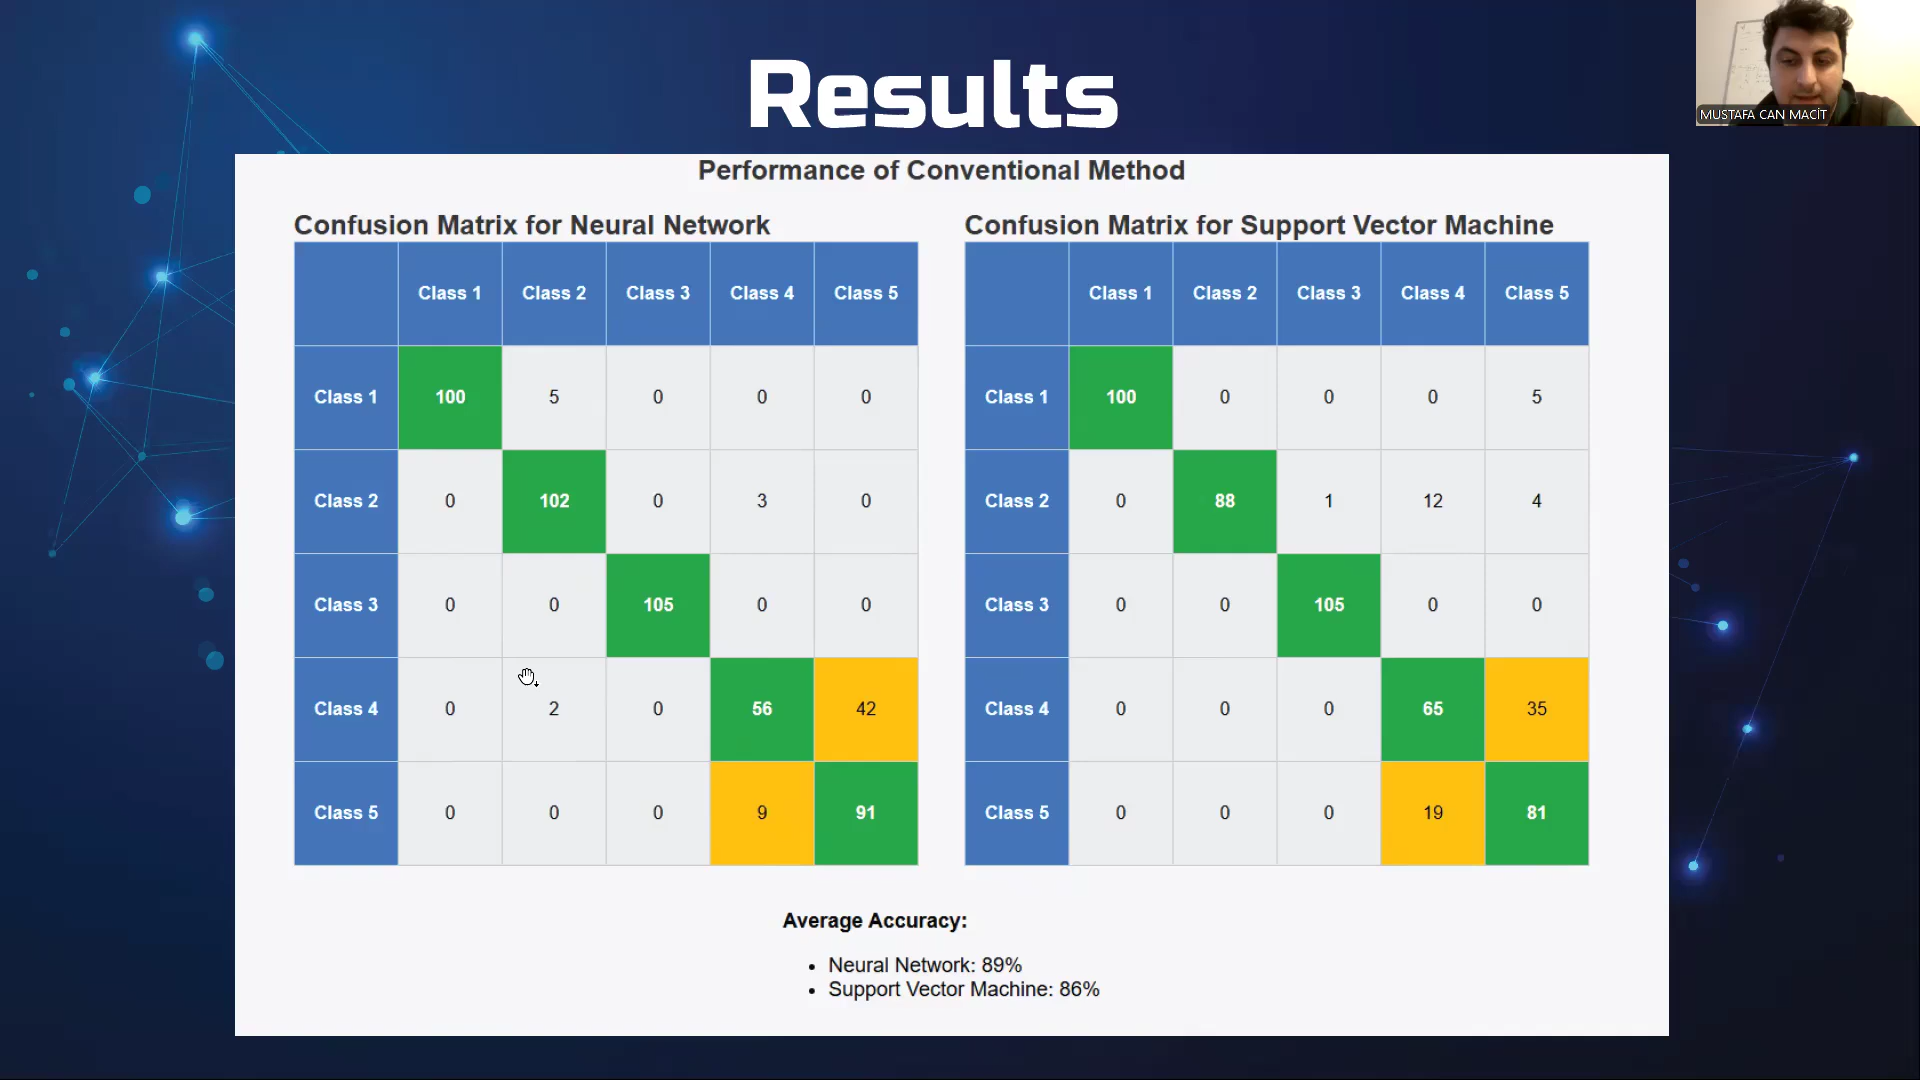 Results
MUSTAFA CAN MACİT
Performance of Conventional Method
Confusion Matrix for Neural Network
Class 1 Class 2 Class 3 Class 4 Class 5
Class 1 100 5 0 0 0
Class 2 0 102 0 3 0
Class 3 0 0 105 0 0
Class 4 0 2 0 56 42
Class 5 0 0 0 9 91
Confusion Matrix for Support Vector Machine
Class 1 Class 2 Class 3 Class 4 Class 5
Class 1 100 0 0 0 5
Class 2 0 88 1 12 4
Class 3 0 0 105 0 0
Class 4 0 0 0 65 35
Class 5 0 0 0 19 81
Average Accuracy:
• Neural Network: 89%
• Support Vector Machine: 86%